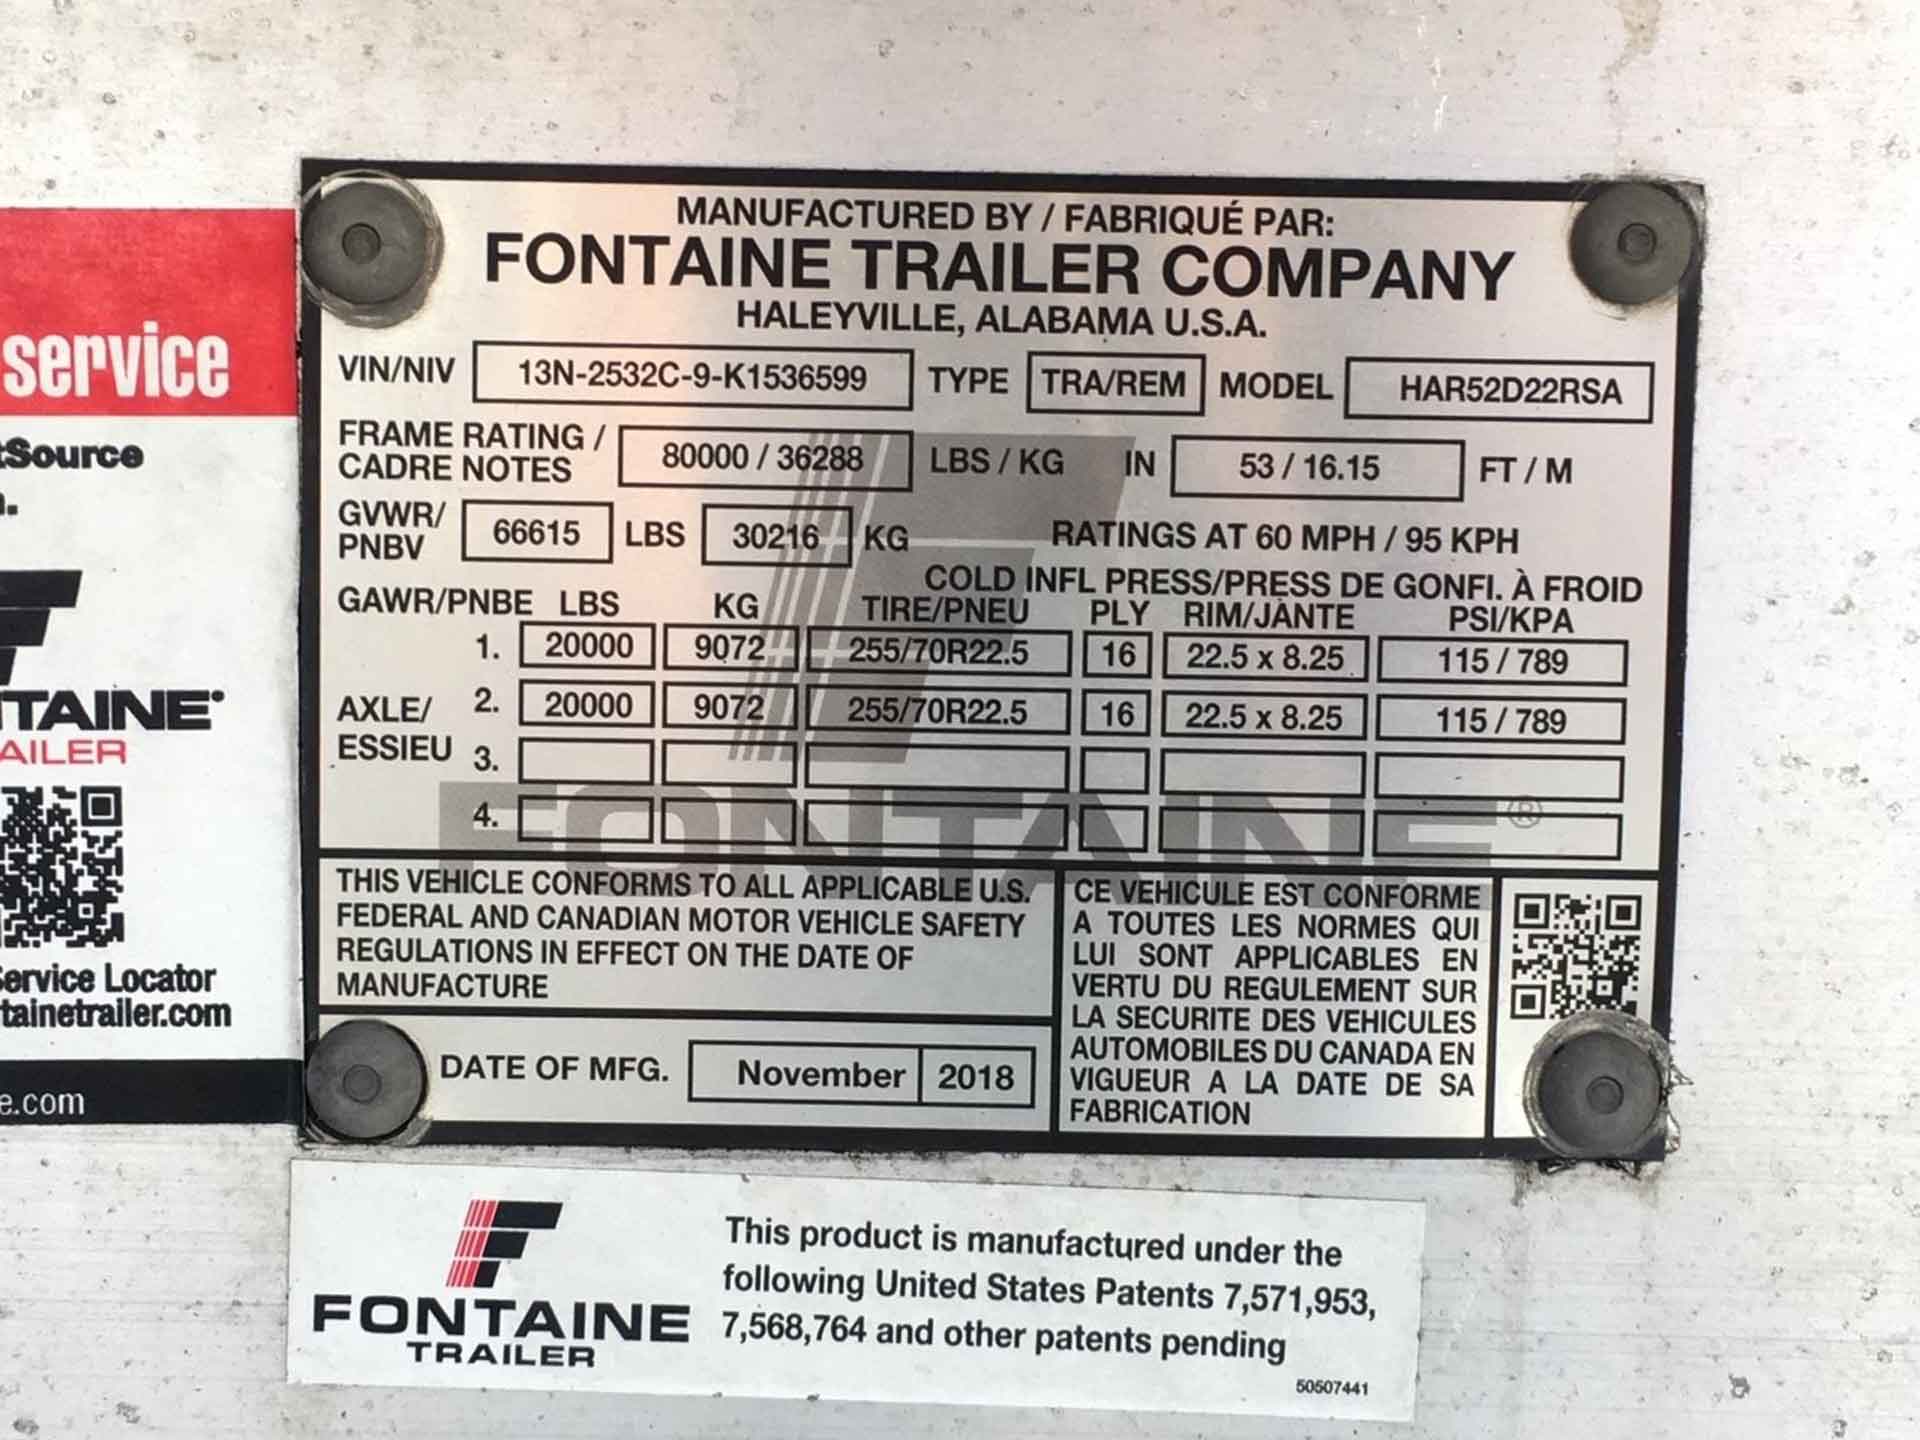 service
Source
TAINE
AILER
ervice Locator
tainetrailer.com
e.com
MANUFACTURED BY / FABRIQUÉ PAR:
FONTAINE TRAILER COMPANY
HALEYVILLE, ALABAMA U.S.A.
VIN/NIV 13N-2532C-9-K1536599 TYPE TRA/REM MODEL HAR52D22RSA
FRAME RATING /
CADRE NOTES 80000 / 36288 LBS / KG IN 53 / 16.15 FT / M
GVWR/
PNBV 66615 LBS 30216 KG RATINGS AT 60 MPH / 95 KPH
COLD INFL PRESS/PRESS DE GONFI. À FROID
GAWR/PNBE LBS KG TIRE/PNEU PLY RIM/JÀNTE PSI/KPA
1. 20000 9072 255/70R22.5 16 22.5 x 8.25 115 / 789
AXLE/
ESSIEU
2. 20000 9072 255/70R22.5 16 22.5 x 8.25 115 / 789
3.
4.
FONTAINE ®
THIS VEHICLE CONFORMS TO ALL APPLICABLE U.S.
FEDERAL AND CANADIAN MOTOR VEHICLE SAFETY
REGULATIONS IN EFFECT ON THE DATE OF
MANUFACTURE
DATE OF MFG. November 2018
CE VEHICULE EST CONFORME
A TOUTES LES NORMES QUI
LUI SONT APPLICABLES EN
VERTU DU REGULEMENT SUR
LA SECURITE DES VEHICULES
AUTOMOBILES DU CANADA EN
VIGUEUR A LA DATE DE SA
FABRICATION
FONTAINE
TRAILER
This product is manufactured under the
following United States Patents 7,571,953,
7,568,764 and other patents pending
50507441